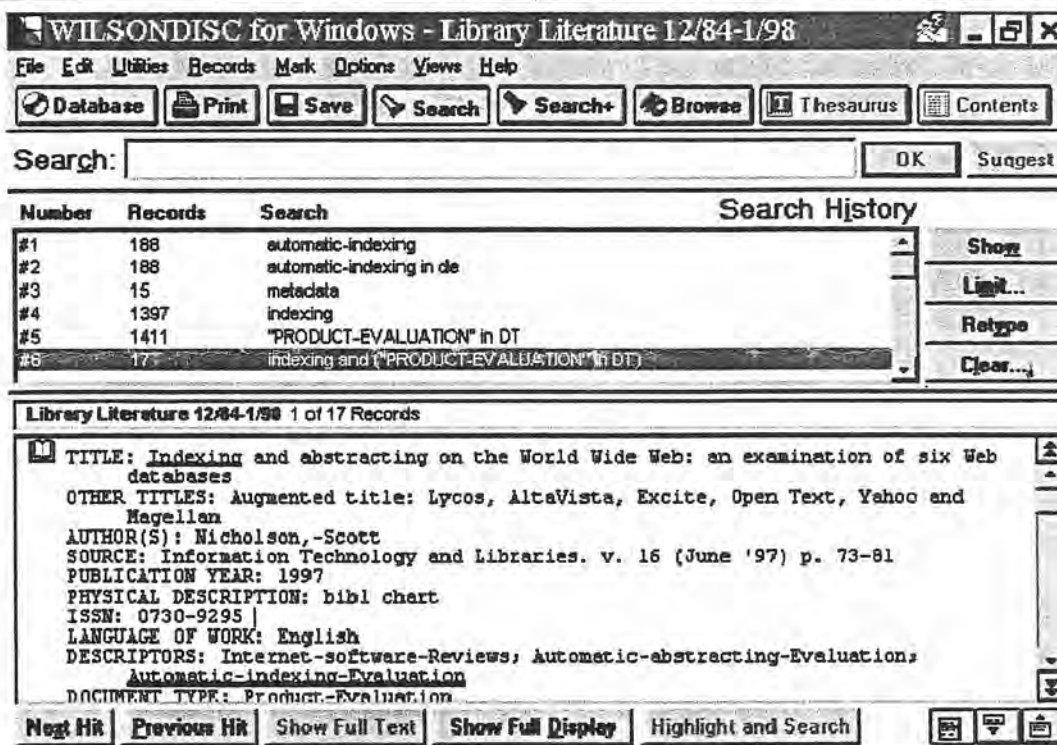 WILSONDISC for Windows - Library Literature 12/84-1/98
File Edit Utilities Records Mark Options Views Help
Database Print Save Search Search+ Browse Thesaurus Contents
Search: OK Suggest
Number Records Search Search History
#1 188 automatic-indexing
#2 188 automatic-indexing in de
#3 15 metadata
#4 1397 indexing
#5 1411 "PRODUCT-EVALUATION" in DT
#6 17 indexing and ("PRODUCT-EVALUATION" in DT)
Show
Limit...
Retype
Clear...
Library Literature 12/84-1/98 1 of 17 Records
TITLE: Indexing and abstracting on the World Wide Web: an examination of six Web
databases
OTHER TITLES: Augmented title: Lycos, AltaVista, Excite, Open Text, Yahoo and
Magellan
AUTHOR(S): Nicholson,-Scott
SOURCE: Information Technology and Libraries. v. 16 (June '97) p. 73-81
PUBLICATION YEAR: 1997
PHYSICAL DESCRIPTION: bibl chart
ISSN: 0730-9295
LANGUAGE OF WORK: English
DESCRIPTORS: Internet-software-Reviews; Automatic-abstracting-Evaluation;
Automatic-indexing-Evaluation
DOCUMENT TYPE: Product-Evaluation
Next Hit Previous Hit Show Full Text Show Full Display Highlight and Search